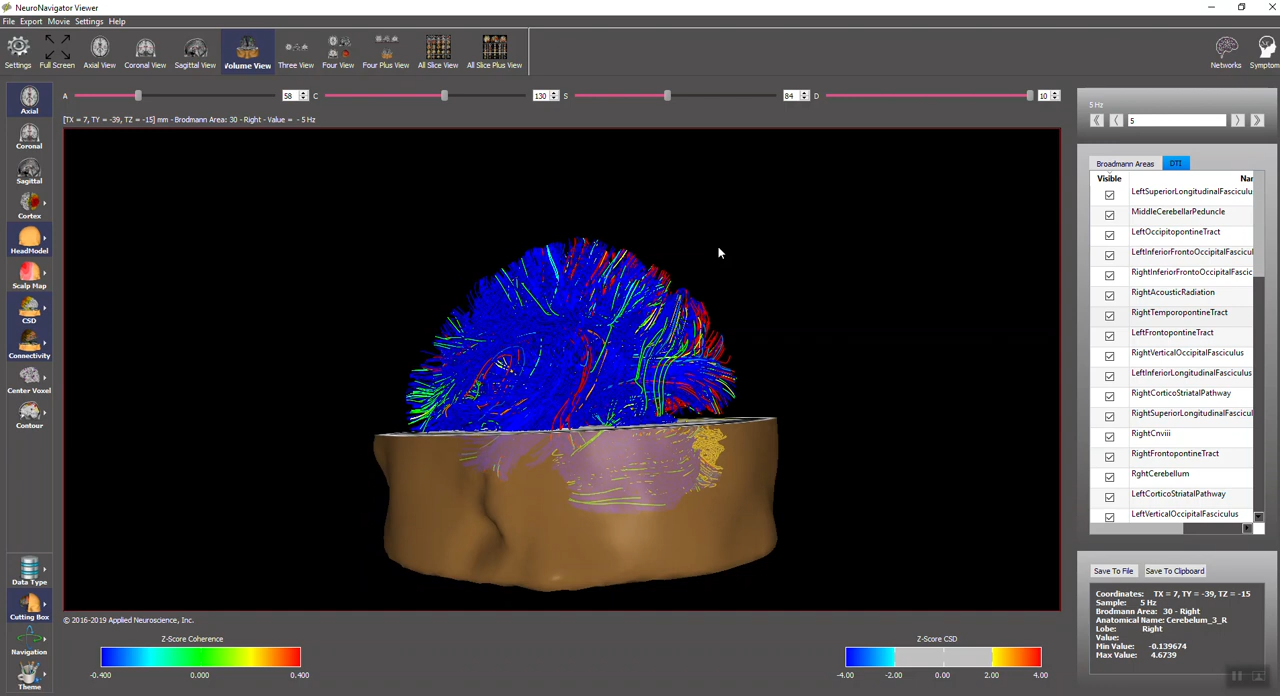 NeuroNavigator Viewer
File Export Movie Settings Help
Settings Full Screen Axial View Coronal View Sagittal View Volume View Three View Four View Four Plus View All Slice View All Slice Plus View Networks Symptom
A 58 C 130 S 84 D 10
[TX = 7, TY = -39, TZ = -15] mm - Brodmann Area: 30 - Right - Value = - 5 Hz
Axial
Coronal
Sagittal
Cortex
HeadModel
Scalp Map
CSD
Connectivity
Center Voxel
Contour
Data Type
Cutting Box
Navigation
Theme
5 Hz
5
Broadmann Areas DTI
Visible Nar
LeftSuperiorLongitudinalFasciculu
MiddleCerebellarPeduncle
LeftOccipitopontineTract
LeftInferiorFrontoOccipitalFascicul
RightInferiorFrontoOccipitalFascic
RightAcousticRadiation
RightTemporopontineTract
LeftFrontopontineTract
RightVerticalOccipitalFasciculus
LeftInferiorLongitudinalFasciculus
RightCorticoStriatalPathway
RightSuperiorLongitudinalFascicul
RightCnviii
RightFrontopontineTract
RghtCerebellum
LeftCorticoStriatalPathway
LeftVerticalOccipitalFasciculus
Save To File Save To Clipboard
Coordinates: TX = 7, TY = -39, TZ = -15
Sample: 5 Hz
Brodmann Area: 30 - Right
Anatomical Name: Cerebelum_3_R
Lobe: Right
Value:
Min Value: -0.139674
Max Value: 4.6739
© 2016-2019 Applied Neuroscience, Inc.
Z-Score Coherence
-0.400 0.000 0.400
Z-Score CSD
-4.00 -2.00 0.00 2.00 4.00